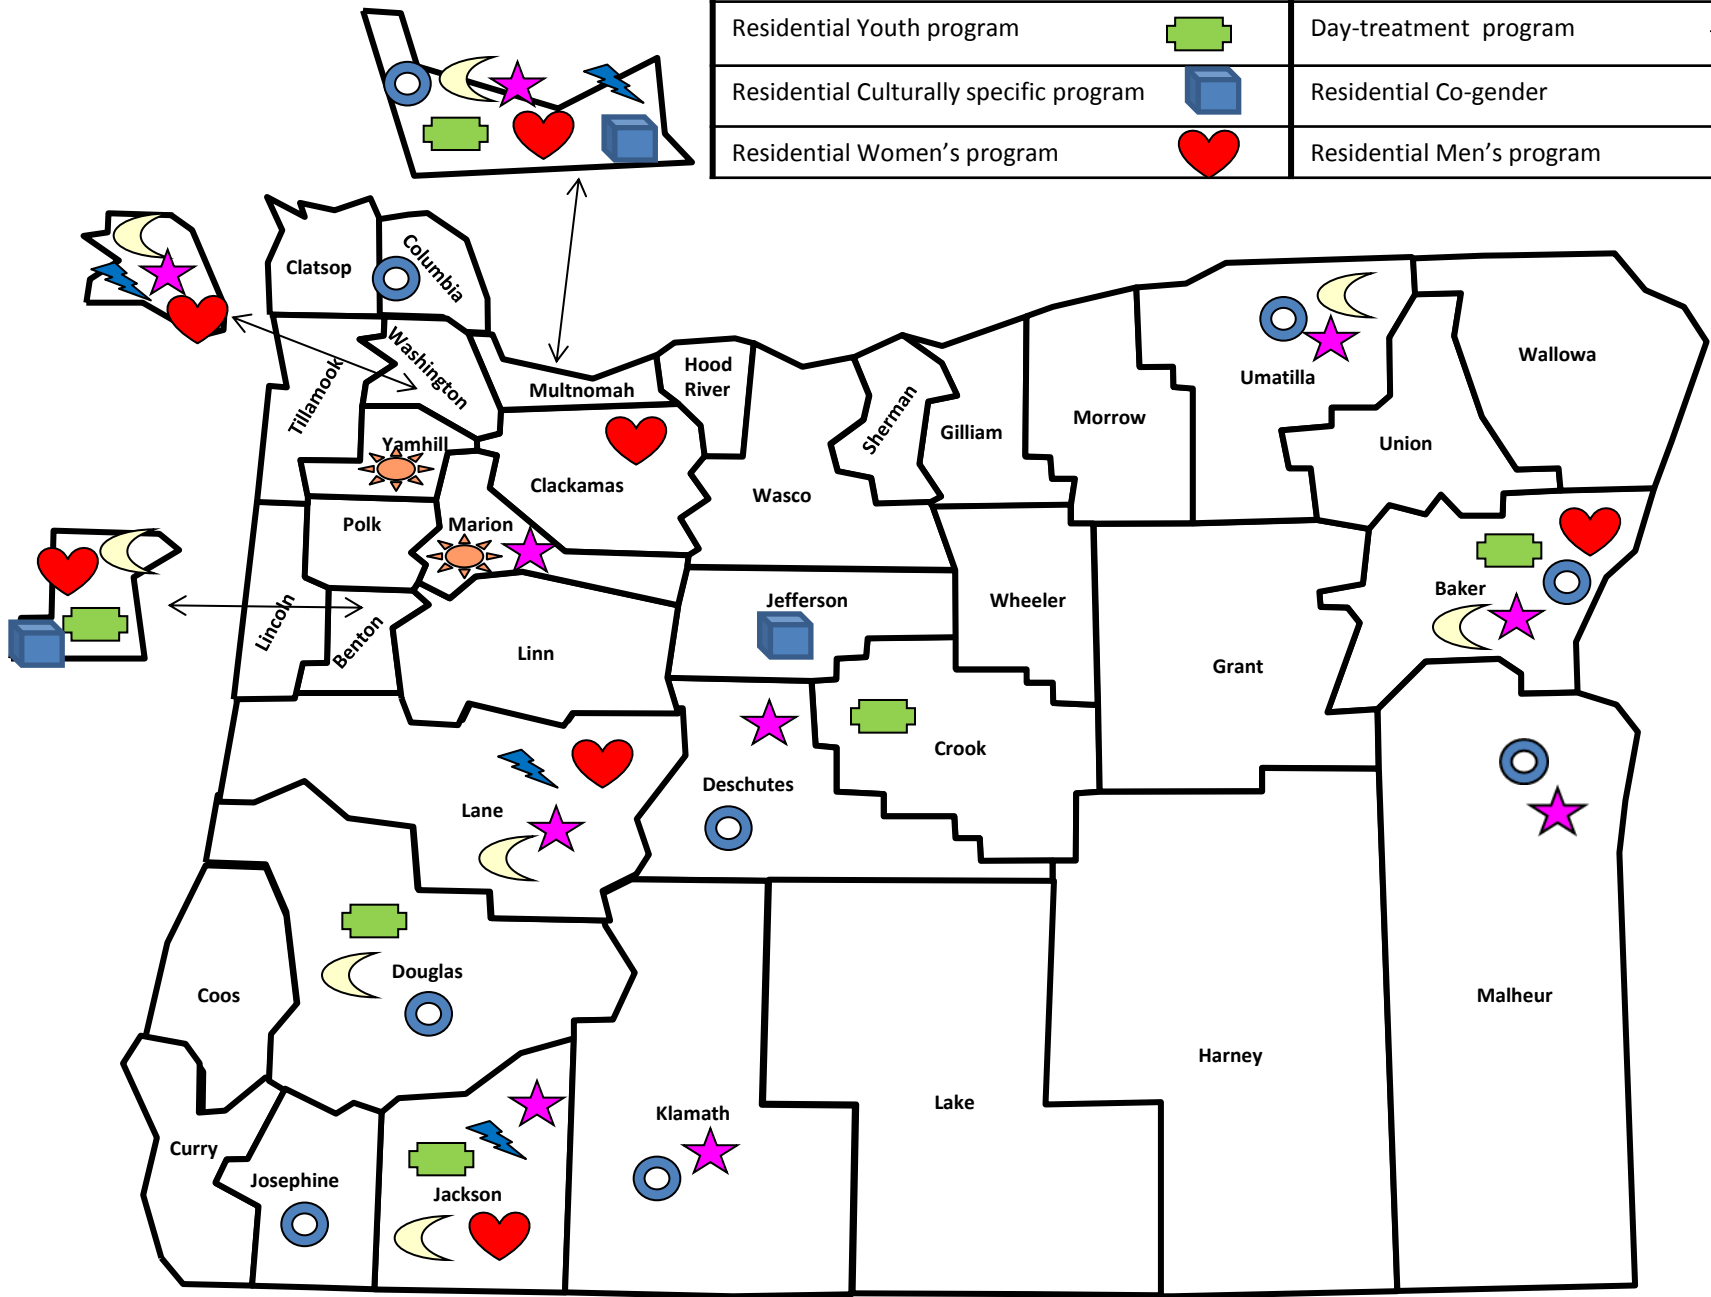 Residential Youth program
Day-treatment program
Residential Culturally specific program
Residential Co-gender
Residential Women's program
Residential Men's program
Clatsop
Columbia
Washington
Tillamook
Multnomah
Hood
River
Sherman
Gilliam
Morrow
Umatilla
Wallowa
Union
Yamhill
Clackamas
Wasco
Polk
Marion
Jefferson
Wheeler
Baker
Lincoln
Benton
Linn
Grant
Crook
Deschutes
Lane
Douglas
Coos
Malheur
Harney
Lake
Klamath
Curry
Josephine
Jackson